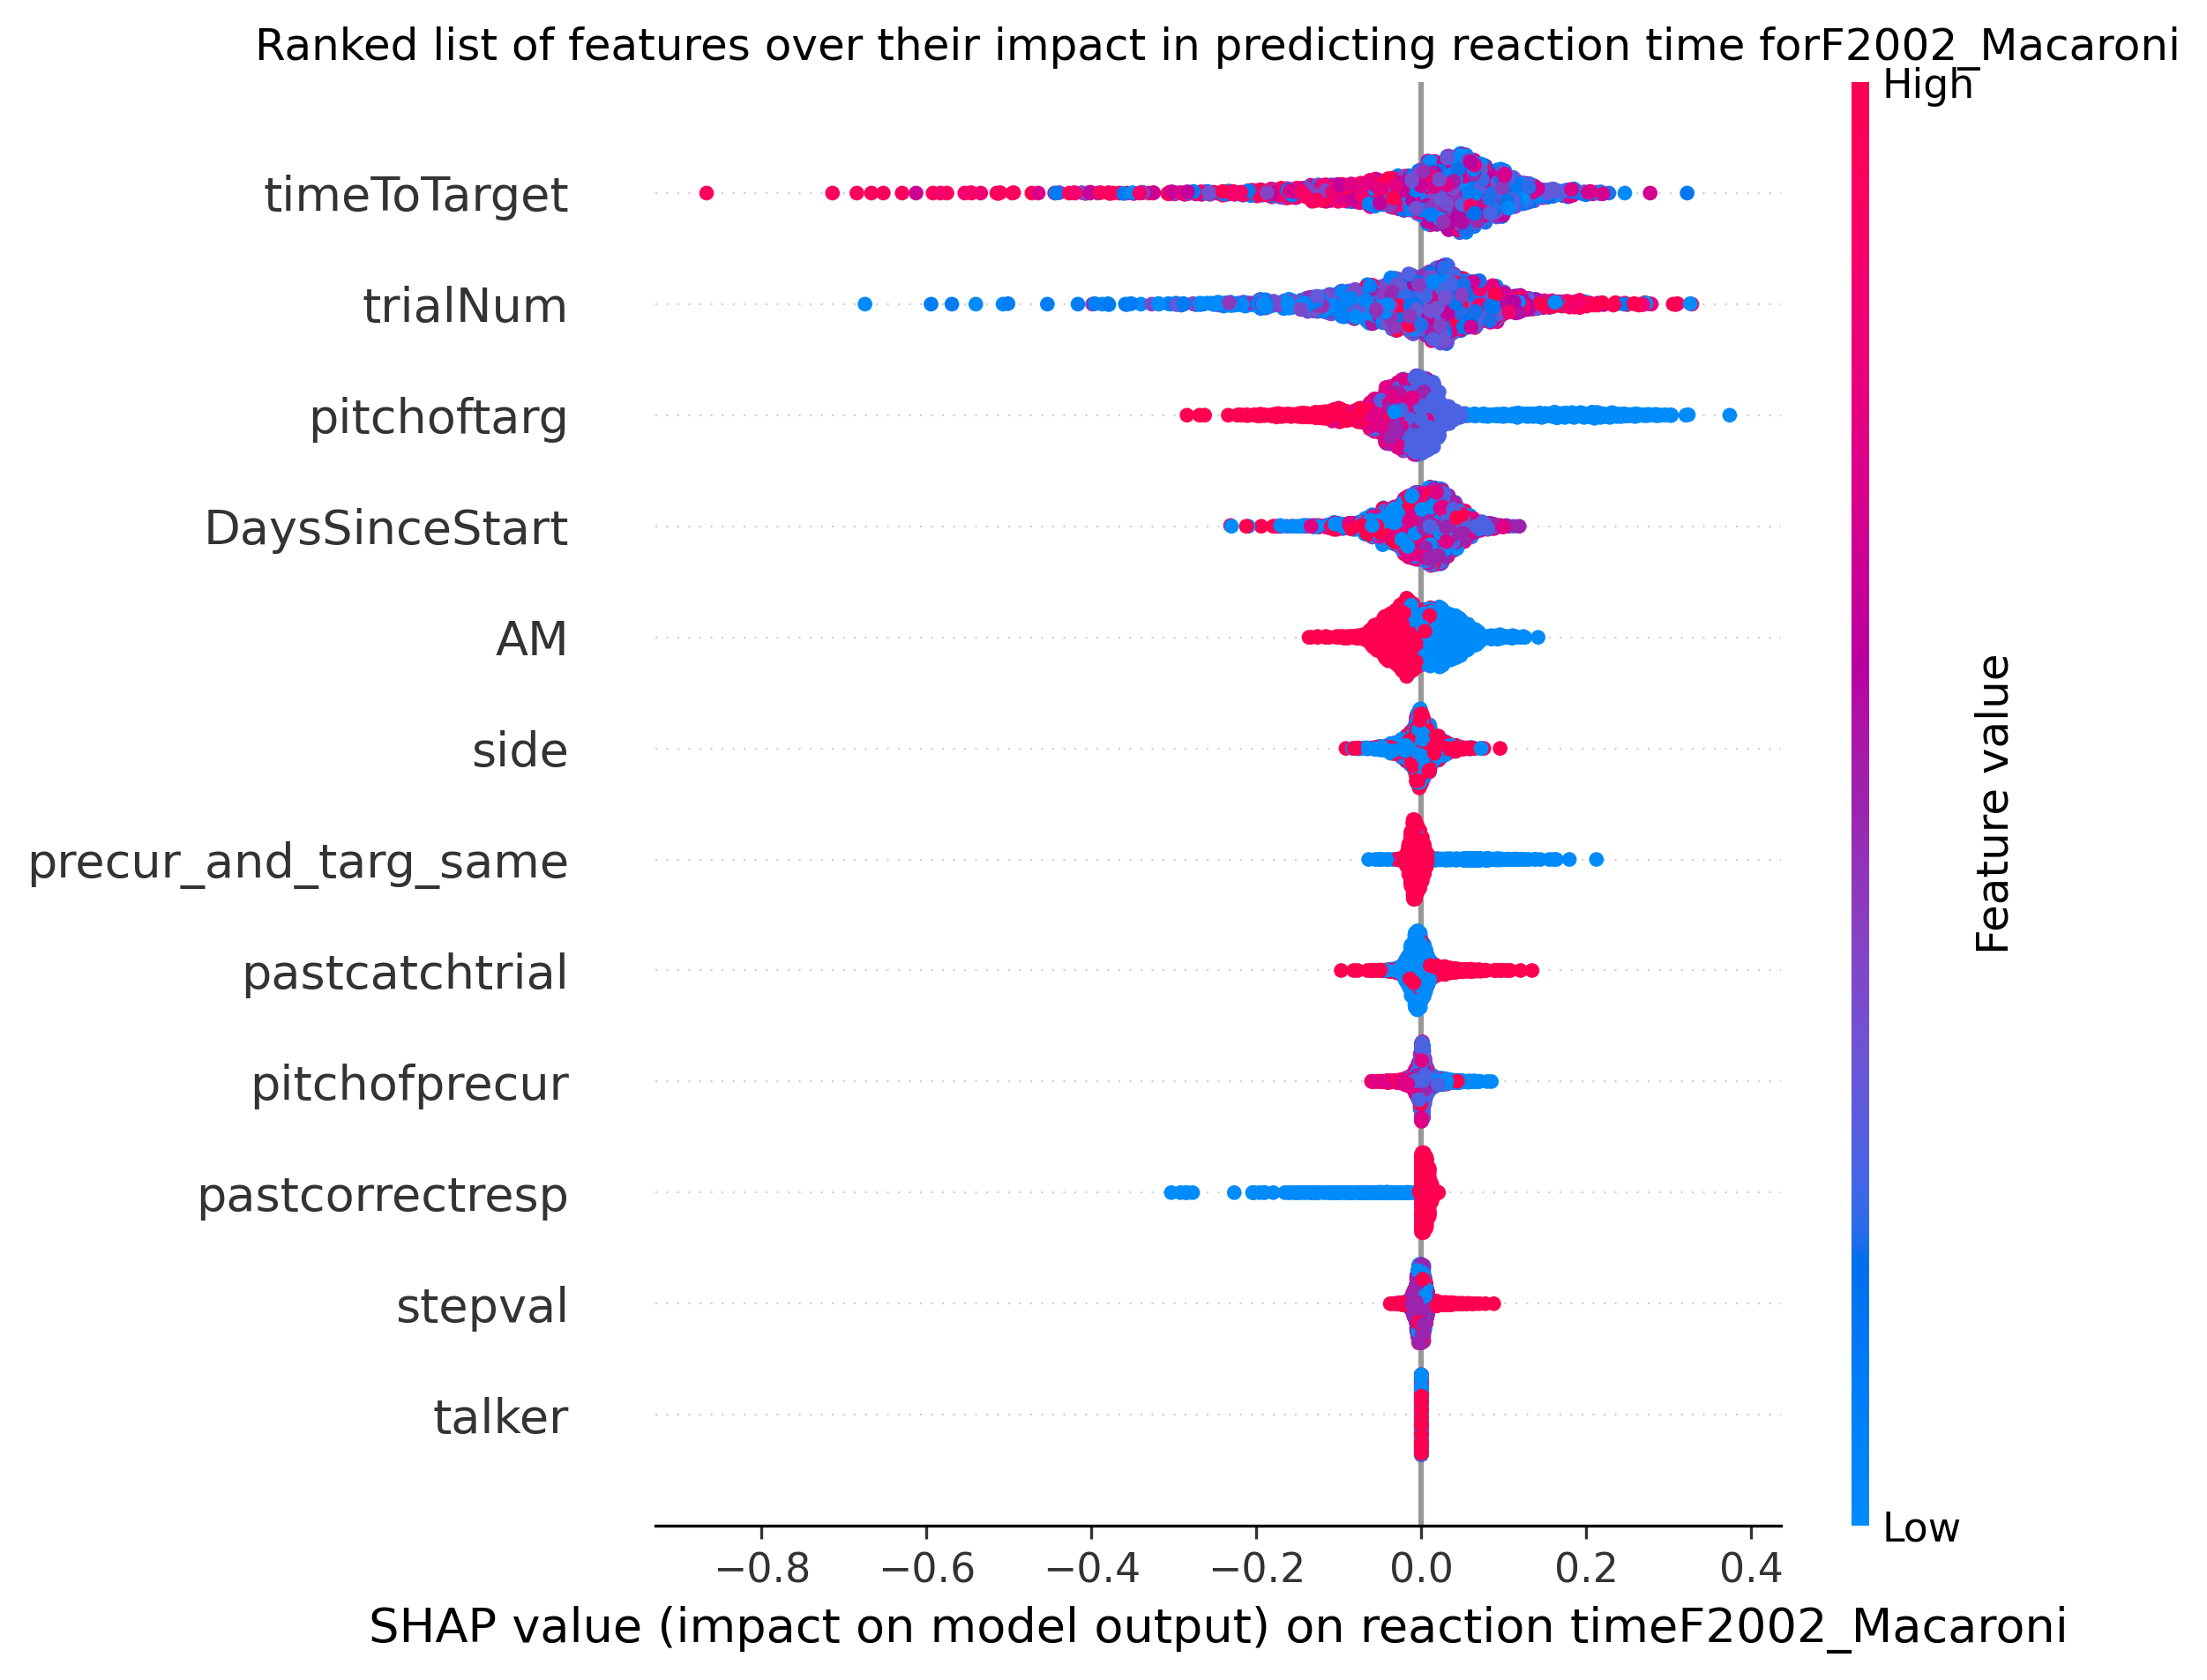 Ranked list of features over their impact in predicting reaction time forF2002_Macaroni
High
timeToTarget
trialNum
pitchoftarg
DaysSinceStart
AM
side
precur_and_targ_same
pastcatchtrial
pitchofprecur
pastcorrectresp
stepval
talker
Feature value
Low
−0.8 −0.6 −0.4 −0.2 0.0 0.2 0.4
SHAP value (impact on model output) on reaction timeF2002_Macaroni